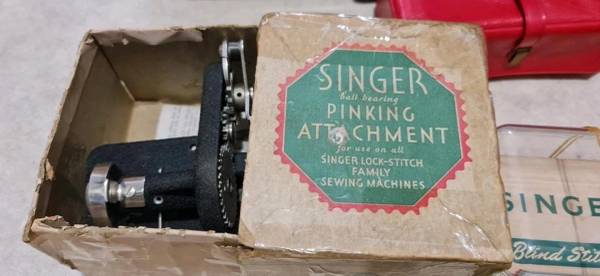 SINGER
ball bearing
PINKING
ATTACHMENT
for use on all
SINGER LOCK-STITCH
FAMILY
SEWING MACHINES
SINGE
Blind Stit